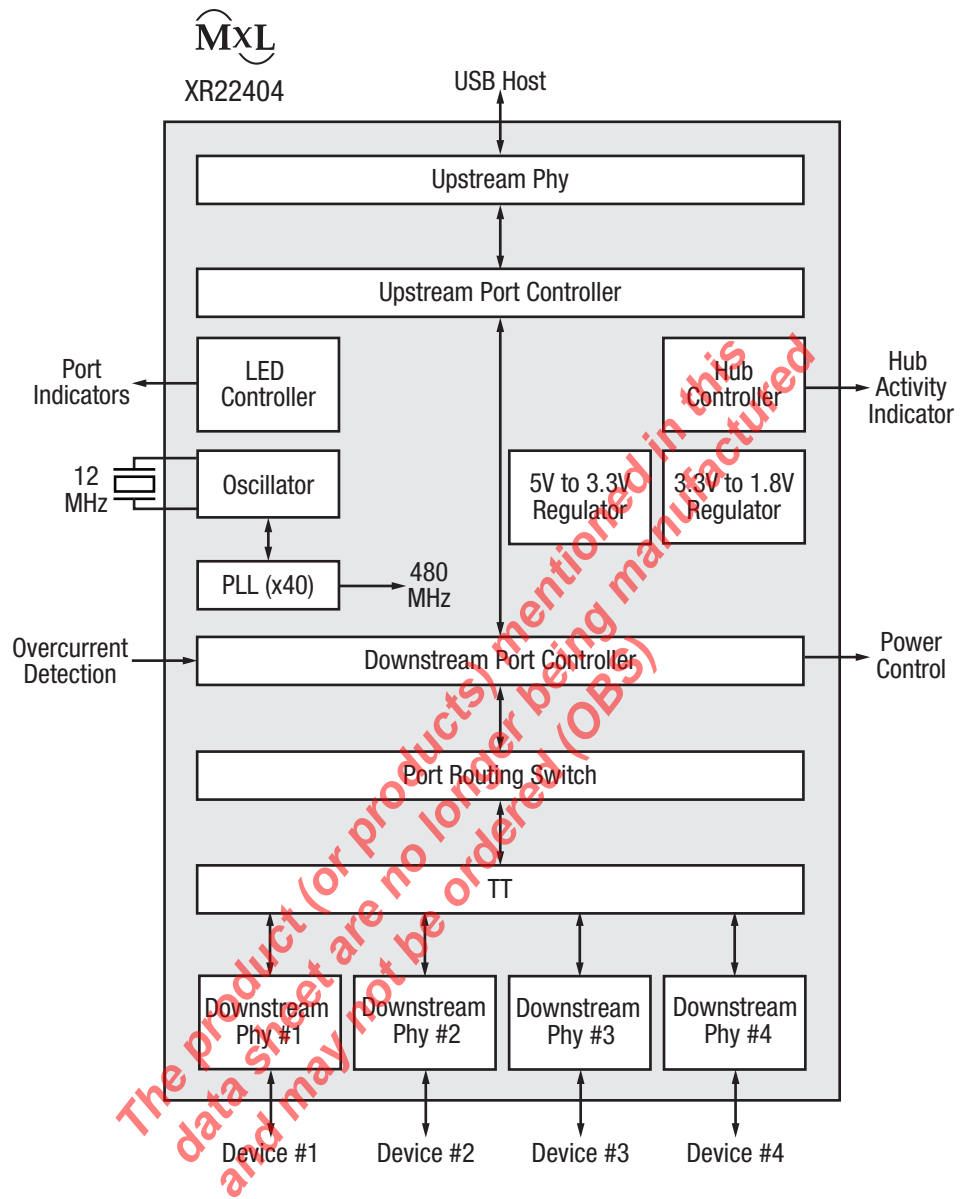 MxL
XR22404
USB Host
Upstream Phy
Upstream Port Controller
Port
Indicators
LED
Controller
Hub
Controller
Hub
Activity
Indicator
12
MHz
Oscillator
5V to 3.3V
Regulator
3.3V to 1.8V
Regulator
PLL (x40)
480
MHz
Overcurrent
Detection
Downstream Port Controller
Power
Control
Port Routing Switch
TT
Downstream
Phy #1
Downstream
Phy #2
Downstream
Phy #3
Downstream
Phy #4
Device #1
Device #2
Device #3
Device #4
The product (or products) mentioned in this
data sheet are no longer being manufactured
and may not be ordered (OBS)